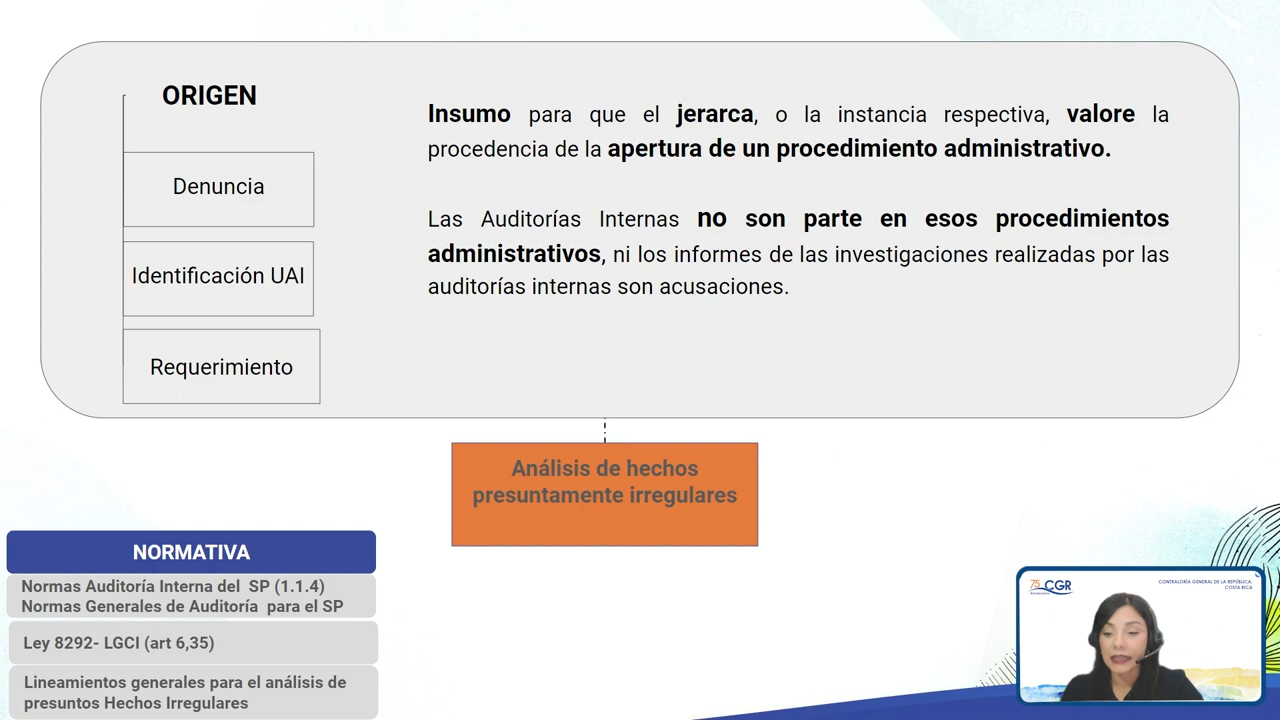 ORIGEN
Denuncia
Identificación UAI
Requerimiento
Insumo para que el jerarca, o la instancia respectiva, valore la
procedencia de la apertura de un procedimiento administrativo.
Las Auditorías Internas no son parte en esos procedimientos
administrativos, ni los informes de las investigaciones realizadas por las
auditorías internas son acusaciones.
Análisis de hechos
presuntamente irregulares
NORMATIVA
Normas Auditoría Interna del SP (1.1.4)
Normas Generales de Auditoría para el SP
Ley 8292- LGCI (art 6,35)
Lineamientos generales para el análisis de
presuntos Hechos Irregulares
75 CGR
Aniversario
CONTRALORÍA GENERAL DE LA REPÚBLICA,
COSTA RICA